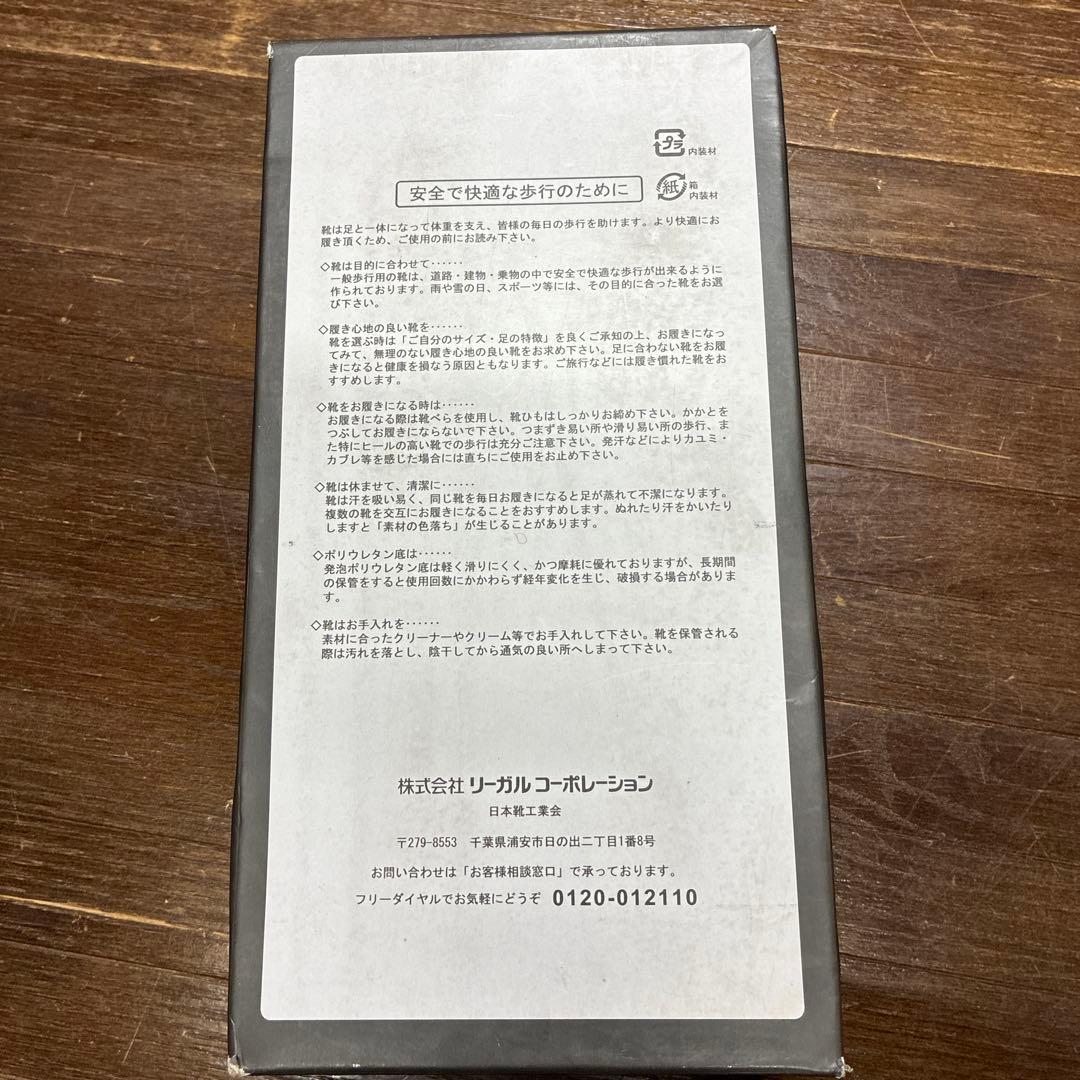 プラ 内装材
安全で快適な歩行のために
紙 箱
内装材
靴は足と一体になって体重を支え、皆様の毎日の歩行を助けます。より快適にお
履き頂くため、ご使用の前にお読み下さい。
◇靴は目的に合わせて‥‥‥
一般歩行用の靴は、道路・建物・乗物の中で安全で快適な歩行が出来るように
作られております。雨や雪の日、スポーツ等には、その目的に合った靴をお選
び下さい。
◇履き心地の良い靴を‥‥‥
靴を選ぶ時は「ご自分のサイズ・足の特徴」を良くご承知の上、お履きになっ
てみて、無理のない履き心地の良い靴をお求め下さい。足に合わない靴をお履
きになると健康を損なう原因ともなります。ご旅行などには履き慣れた靴をお
すすめします。
◇靴をお履きになる時は‥‥‥
お履きになる際は靴べらを使用し、靴ひもはしっかりお締め下さい。かかとを
つぶしてお履きにならないで下さい。つまずき易い所や滑り易い所の歩行、ま
た特にヒールの高い靴での歩行は充分ご注意下さい。発汗などによりカユミ・
カブレ等を感じた場合には直ちにご使用をお止め下さい。
◇靴は休ませて、清潔に‥‥‥
靴は汗を吸い易く、同じ靴を毎日お履きになると足が蒸れて不潔になります。
複数の靴を交互にお履きになることをおすすめします。ぬれたり汗をかいたり
しますと「素材の色落ち」が生じることがあります。
◇ポリウレタン底は‥‥‥
発泡ポリウレタン底は軽く滑りにくく、かつ摩耗に優れておりますが、長期間
の保管をすると使用回数にかかわらず経年変化を生じ、破損する場合がありま
す。
◇靴はお手入れを‥‥‥
素材に合ったクリーナーやクリーム等でお手入れして下さい。靴を保管される
際は汚れを落とし、陰干してから通気の良い所へしまって下さい。
株式会社 リーガル コーポレーション
日本靴工業会
〒279-8553 千葉県浦安市日の出二丁目1番8号
お問い合わせは「お客様相談窓口」で承っております。
フリーダイヤルでお気軽にどうぞ 0120-012110